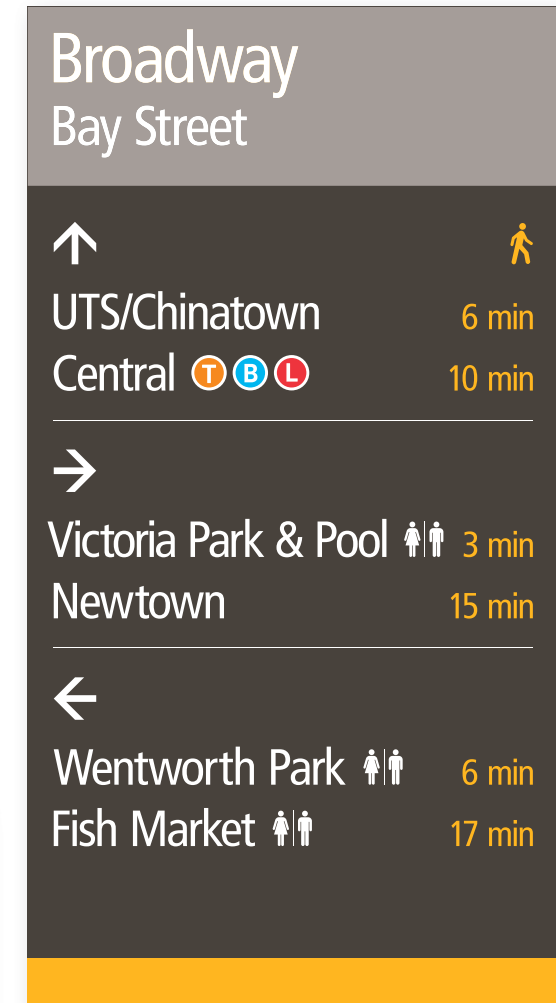 Broadway
Bay Street
UTS/Chinatown 6 min
Central T B L 10 min
Victoria Park & Pool 3 min
Newtown 15 min
Wentworth Park 6 min
Fish Market 17 min